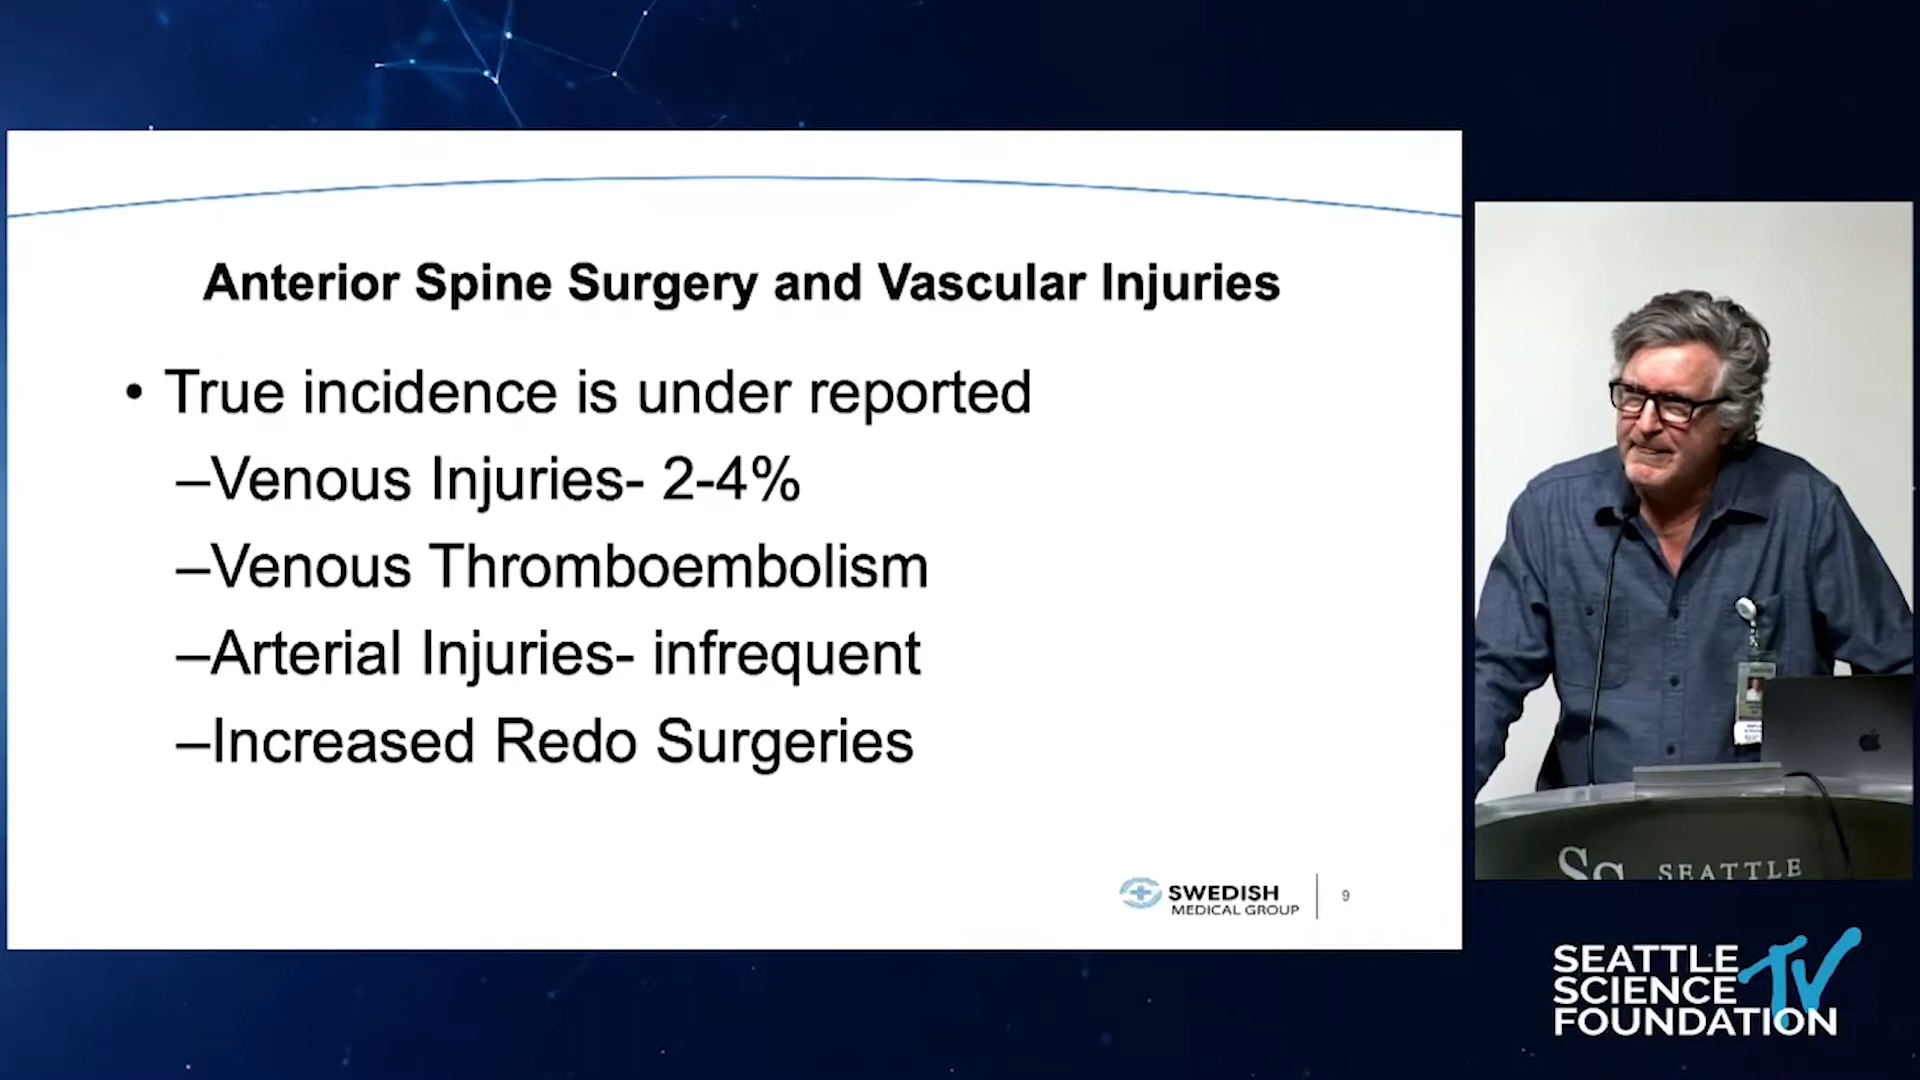 Anterior Spine Surgery and Vascular Injuries
• True incidence is under reported
–Venous Injuries- 2-4%
–Venous Thromboembolism
–Arterial Injuries- infrequent
–Increased Redo Surgeries
SWEDISH
MEDICAL GROUP
9
SEATTLE
SEATTLE
SCIENCE
FOUNDATION
TV